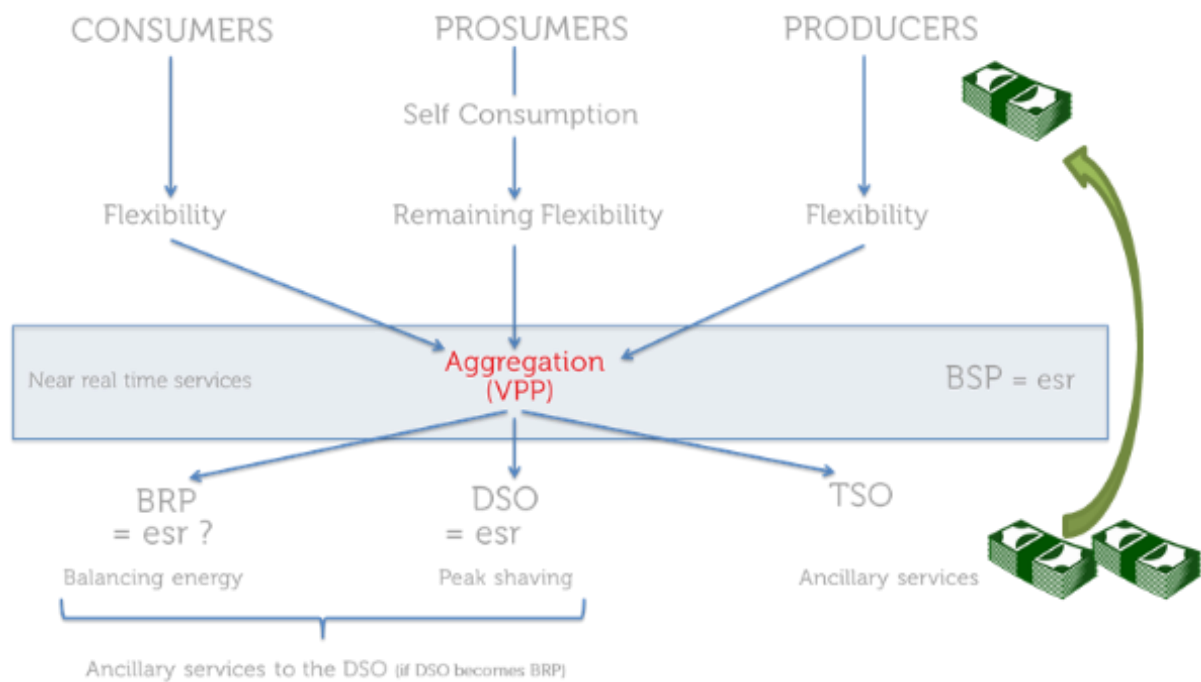 CONSUMERS
PROSUMERS
PRODUCERS
Self Consumption
Flexibility
Remaining Flexibility
Flexibility
Near real time services
Aggregation
(VPP)
BSP = esr
BRP
= esr ?
DSO
= esr
TSO
Balancing energy
Peak shaving
Ancillary services
Ancillary services to the DSO (if DSO becomes BRP)